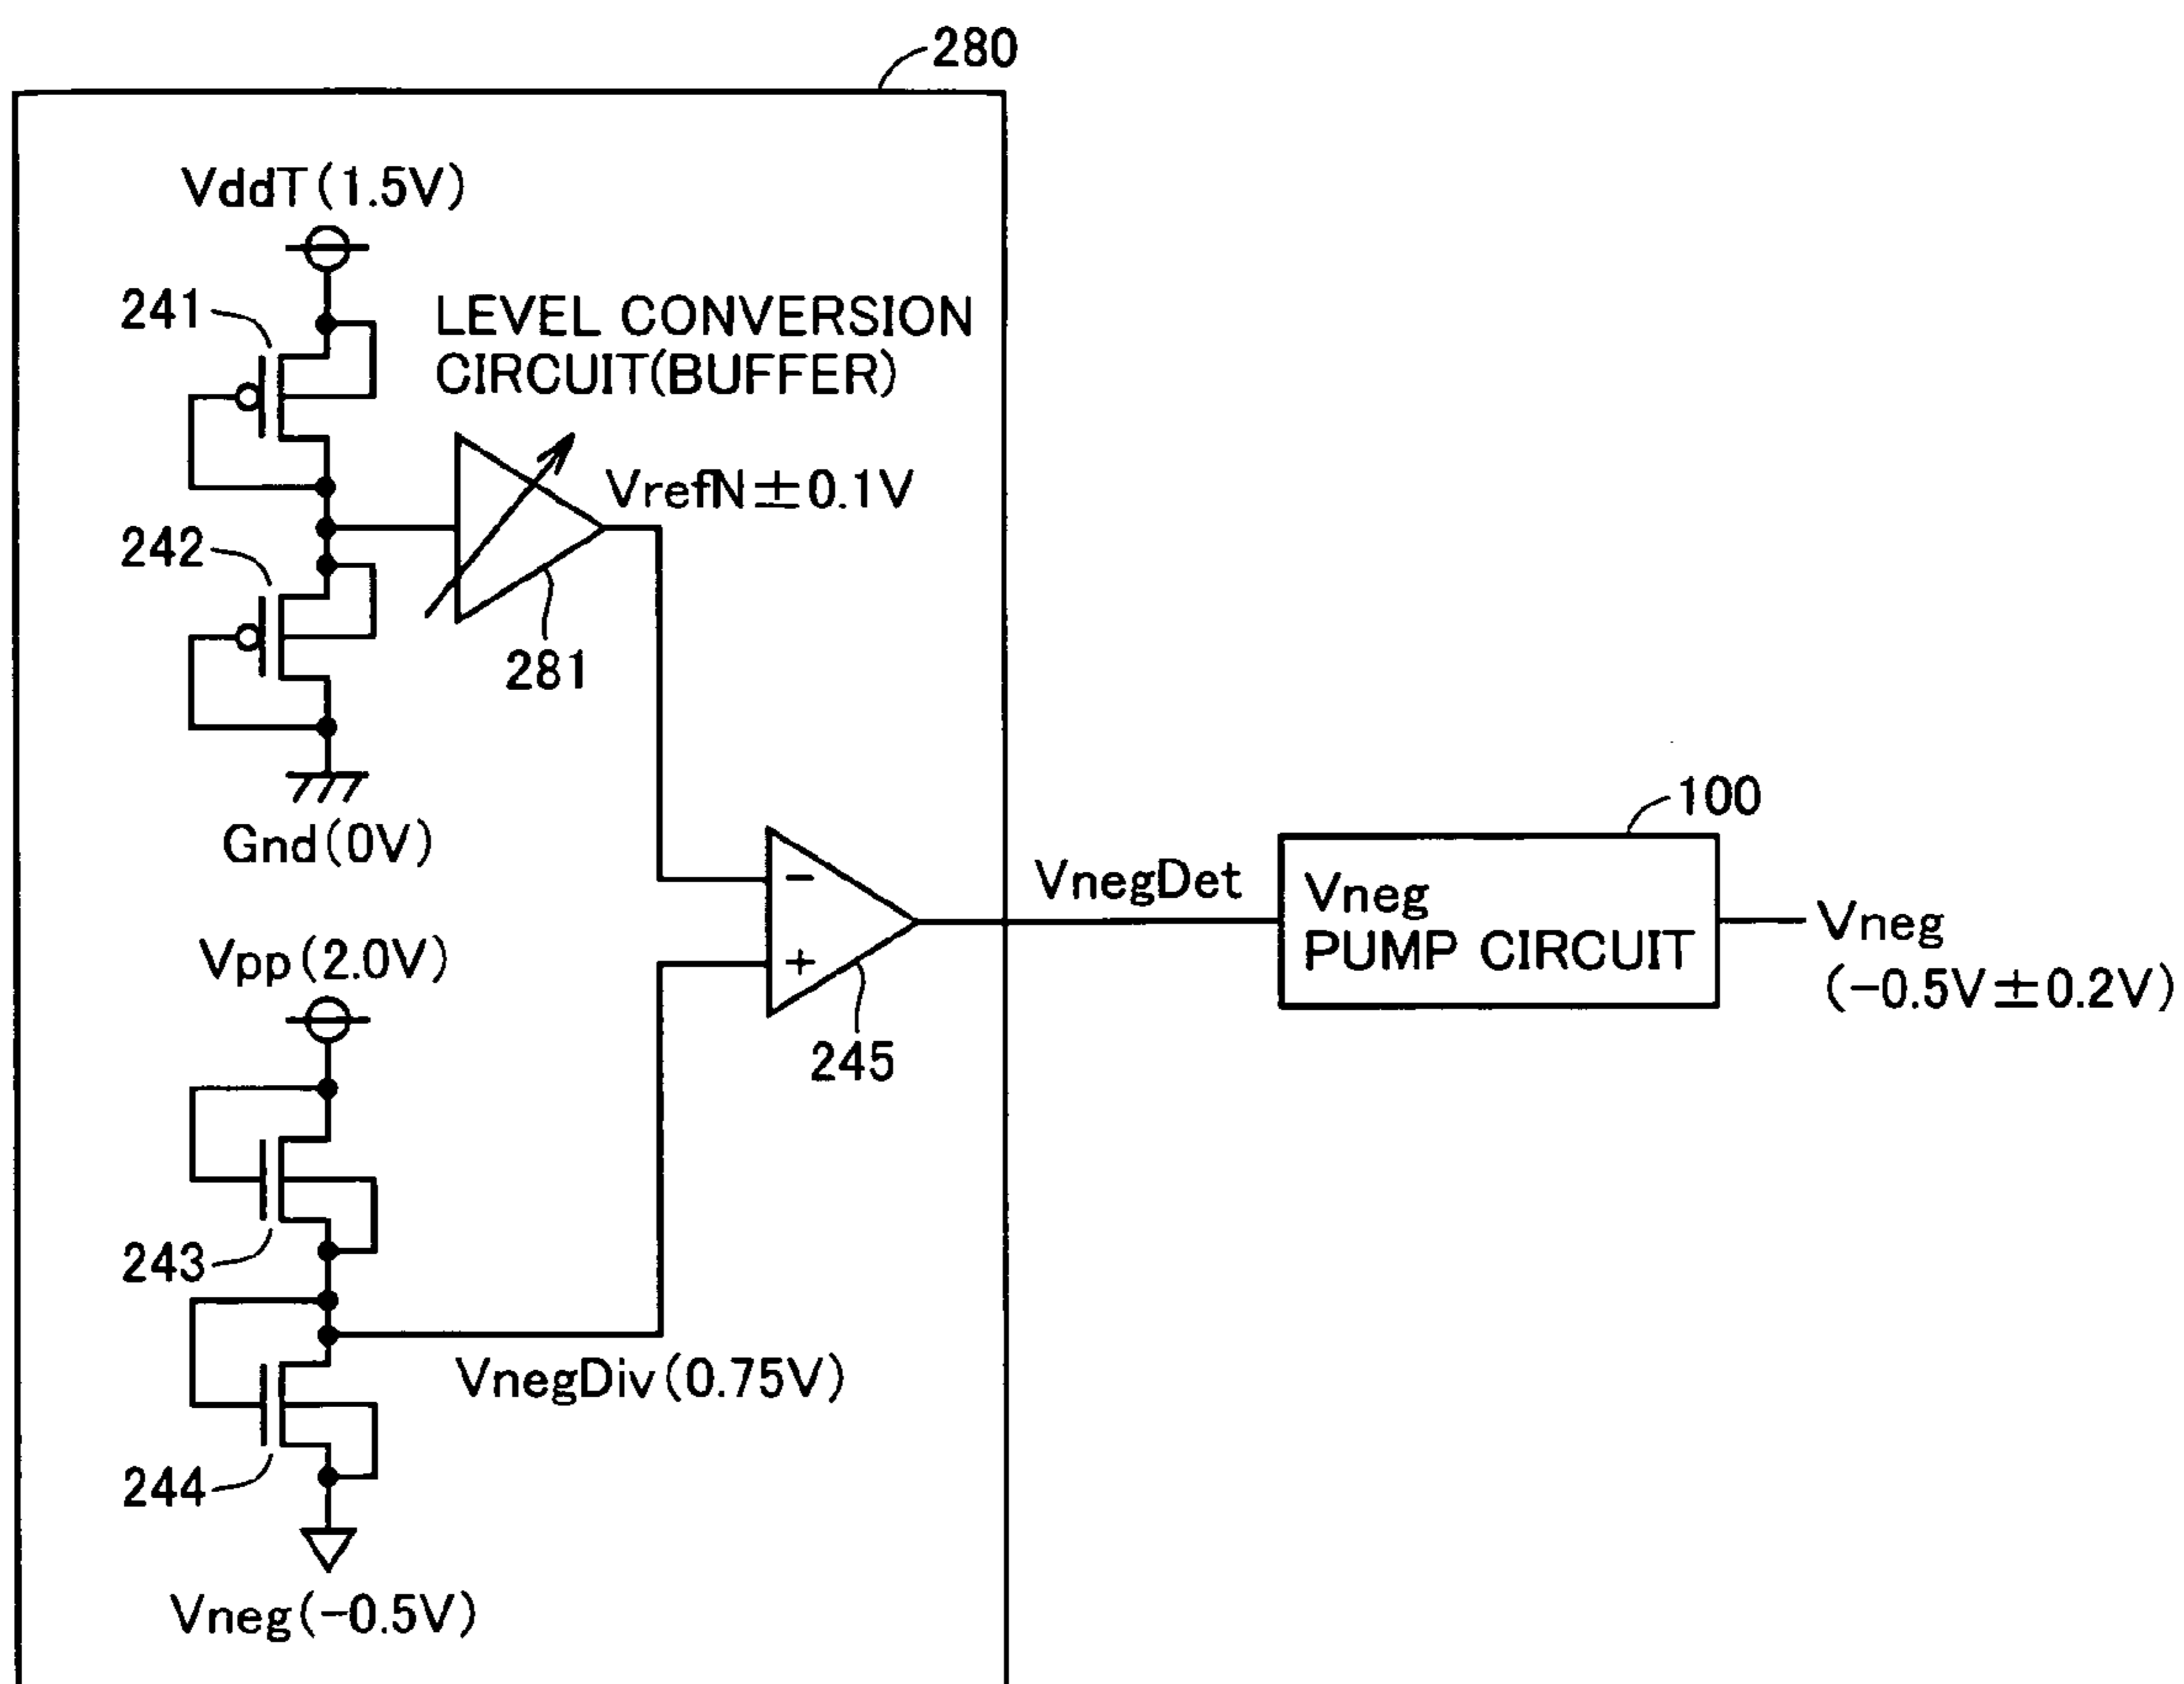 280
VddT(1.5V)
241
LEVEL CONVERSION
CIRCUIT(BUFFER)
VrefN±0.1V
242
281
Gnd(0V)
100
VnegDet
Vneg
PUMP CIRCUIT
Vneg
(-0.5V±0.2V)
-
+
245
Vpp(2.0V)
243
VnegDiv(0.75V)
244
Vneg(-0.5V)